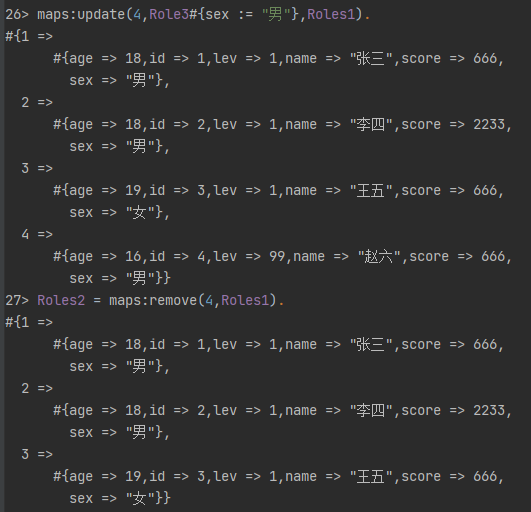 26> maps:update(4,Role3#{sex := "男"},Roles1).
#{1 =>
      #{age => 18,id => 1,lev => 1,name => "张三",score => 666,
        sex => "男"},
  2 =>
      #{age => 18,id => 2,lev => 1,name => "李四",score => 2233,
        sex => "男"},
  3 =>
      #{age => 19,id => 3,lev => 1,name => "王五",score => 666,
        sex => "女"},
  4 =>
      #{age => 16,id => 4,lev => 99,name => "赵六",score => 666,
        sex => "男"}}
27> Roles2 = maps:remove(4,Roles1).
#{1 =>
      #{age => 18,id => 1,lev => 1,name => "张三",score => 666,
        sex => "男"},
  2 =>
      #{age => 18,id => 2,lev => 1,name => "李四",score => 2233,
        sex => "男"},
  3 =>
      #{age => 19,id => 3,lev => 1,name => "王五",score => 666,
        sex => "女"}}